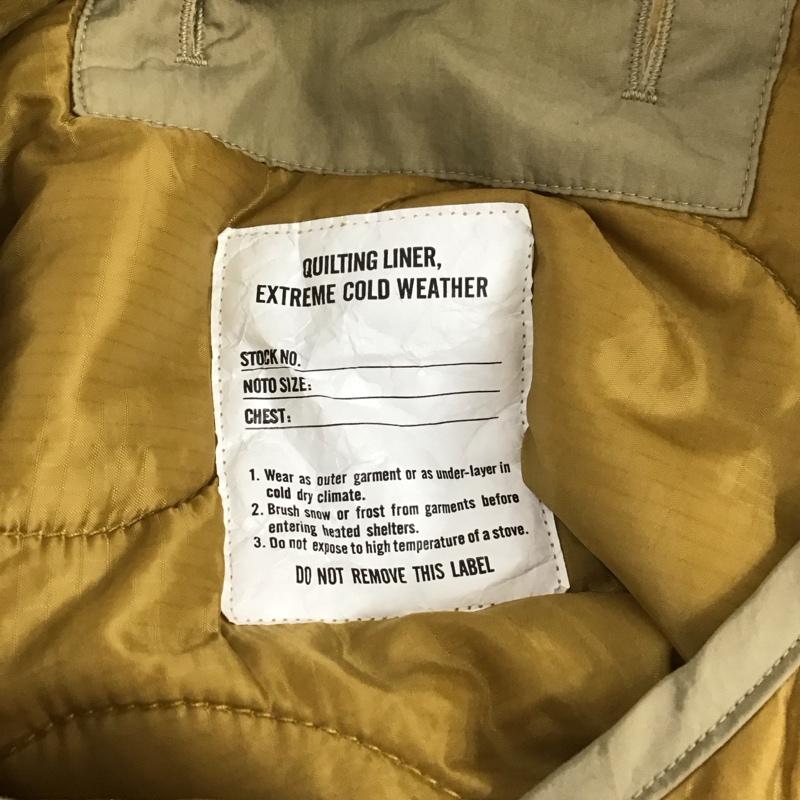 QUILTING LINER,
EXTREME COLD WEATHER
STOCK NO.
NOTO SIZE:
CHEST:
1. Wear as outer garment or as under-layer in
cold dry climate.
2. Brush snow or frost from garments before
entering heated shelters.
3. Do not expose to high temperature of a stove.
DO NOT REMOVE THIS LABEL